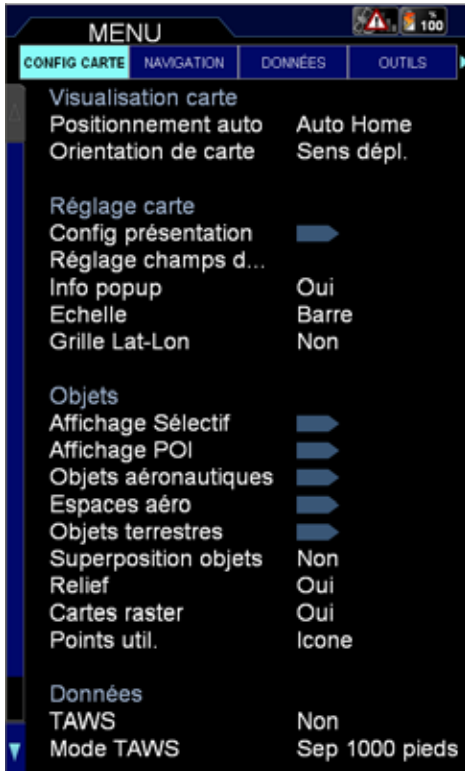 MENU
% 100
CONFIG CARTE NAVIGATION DONNÉES OUTILS
Visualisation carte
Positionnement auto Auto Home
Orientation de carte Sens dépl.
Réglage carte
Config présentation
Réglage champs d...
Info popup Oui
Echelle Barre
Grille Lat-Lon Non
Objets
Affichage Sélectif
Affichage POI
Objets aéronautiques
Espaces aéro
Objets terrestres
Superposition objets Non
Relief Oui
Cartes raster Oui
Points util. Icone
Données
TAWS Non
Mode TAWS Sep 1000 pieds